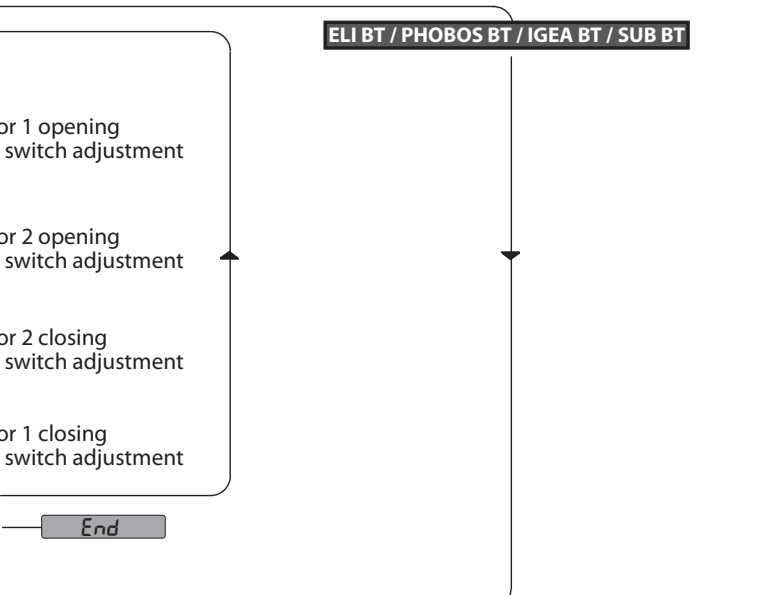 ELI BT / PHOBOS BT / IGEA BT / SUB BT
or 1 opening
switch adjustment
or 2 opening
switch adjustment
or 2 closing
switch adjustment
or 1 closing
switch adjustment
End